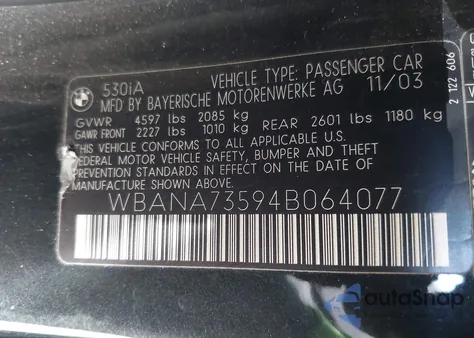 530iA VEHICLE TYPE: PASSENGER CAR
MFD BY BAYERISCHE MOTORENWERKE AG 11/03
GVWR 4597 lbs 2085 kg
GAWR FRONT 2227 lbs 1010 kg REAR 2601 lbs 1180 kg
THIS VEHICLE CONFORMS TO ALL APPLICABLE U.S.
FEDERAL MOTOR VEHICLE SAFETY, BUMPER AND THEFT
PREVENTION STANDARDS IN EFFECT ON THE DATE OF
MANUFACTURE SHOWN ABOVE.
WBANA73594B064077
2 122 606
autoSnap